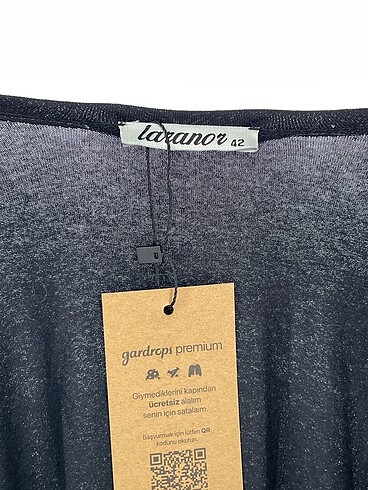 lazanor 42
gardrops premium
Giymediklerini kapından
ücretsiz alalım
senin için satalım.
Başvurmak için lütfen QR
kodunu okutun.